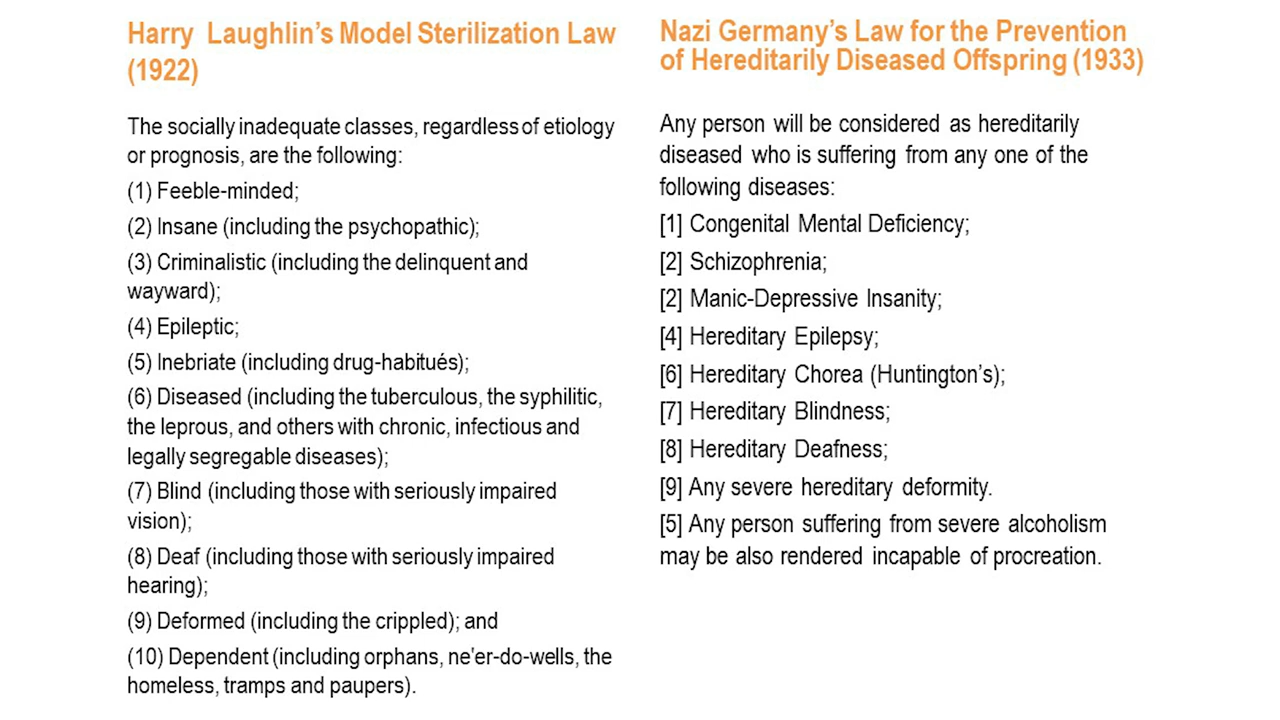 Harry Laughlin's Model Sterilization Law
(1922)
The socially inadequate classes, regardless of etiology
or prognosis, are the following:
(1) Feeble-minded;
(2) Insane (including the psychopathic);
(3) Criminalistic (including the delinquent and
wayward);
(4) Epileptic;
(5) Inebriate (including drug-habitués);
(6) Diseased (including the tuberculous, the syphilitic,
the leprous, and others with chronic, infectious and
legally segregable diseases);
(7) Blind (including those with seriously impaired
vision);
(8) Deaf (including those with seriously impaired
hearing);
(9) Deformed (including the crippled); and
(10) Dependent (including orphans, ne'er-do-wells, the
homeless, tramps and paupers).
Nazi Germany's Law for the Prevention
of Hereditarily Diseased Offspring (1933)
Any person will be considered as hereditarily
diseased who is suffering from any one of the
following diseases:
[1] Congenital Mental Deficiency;
[2] Schizophrenia;
[2] Manic-Depressive Insanity;
[4] Hereditary Epilepsy;
[6] Hereditary Chorea (Huntington's);
[7] Hereditary Blindness;
[8] Hereditary Deafness;
[9] Any severe hereditary deformity.
[5] Any person suffering from severe alcoholism
may be also rendered incapable of procreation.